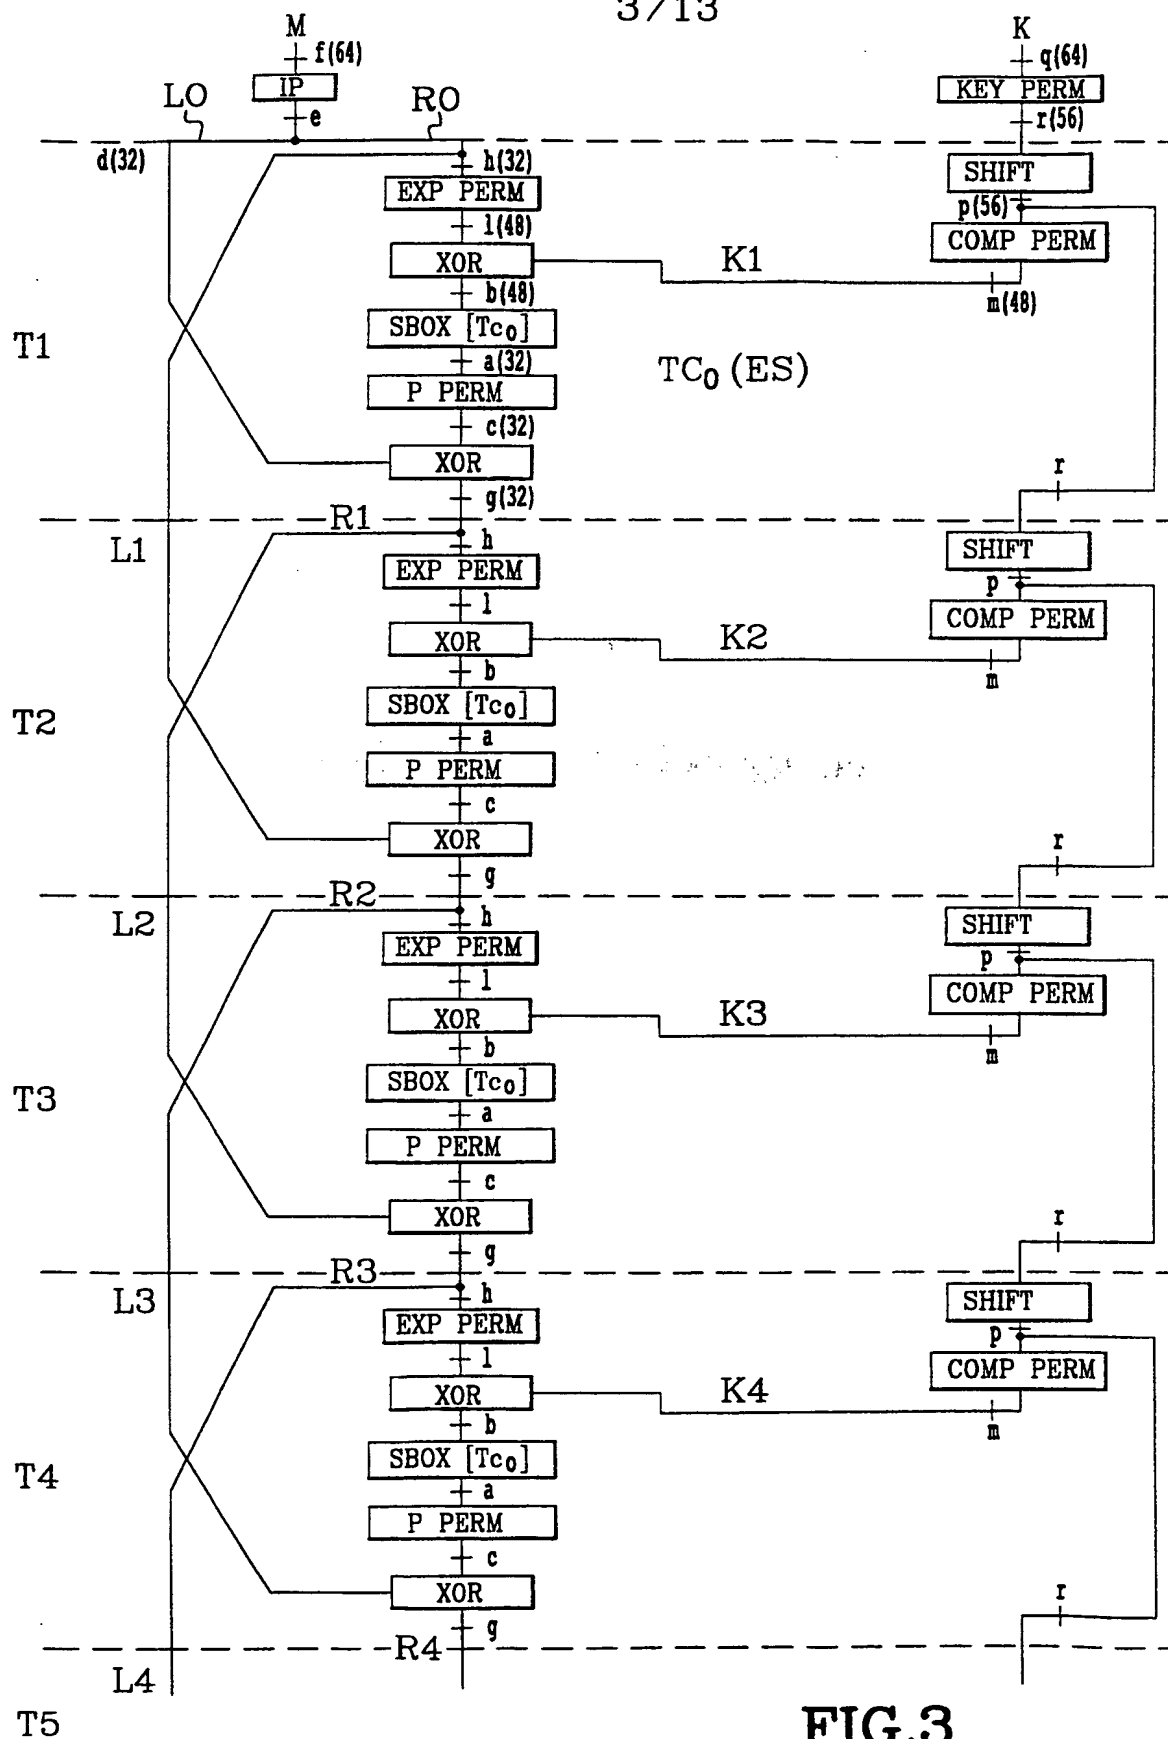 3/13
M
K
f(64)
q(64)
IP
KEY PERM
L0
R0
e
r(56)
d(32)
h(32)
SHIFT
EXP PERM
p(56)
l(48)
COMP PERM
XOR
K1
b(48)
m(48)
SBOX [Tc0]
T1
a(32)
TC0 (ES)
P PERM
c(32)
XOR
r
g(32)
R1
L1
h
SHIFT
EXP PERM
p
l
COMP PERM
XOR
K2
b
m
SBOX [Tc0]
T2
a
P PERM
c
XOR
r
g
R2
L2
h
SHIFT
EXP PERM
p
l
COMP PERM
XOR
K3
b
m
SBOX [Tc0]
T3
a
P PERM
c
XOR
r
g
R3
L3
h
SHIFT
EXP PERM
p
l
COMP PERM
XOR
K4
b
m
SBOX [Tc0]
T4
a
P PERM
c
XOR
r
g
R4
L4
T5
FIG.3